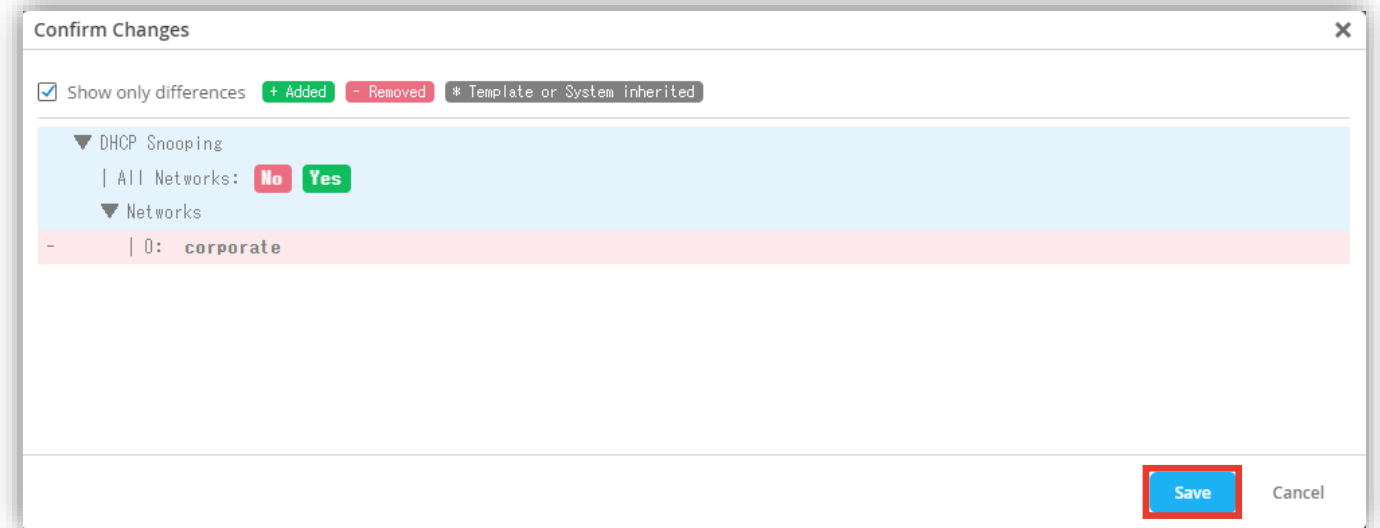 Confirm Changes
Show only differences + Added - Removed * Template or System inherited
DHCP Snooping
| All Networks: No Yes
Networks
- | 0: corporate
Save Cancel